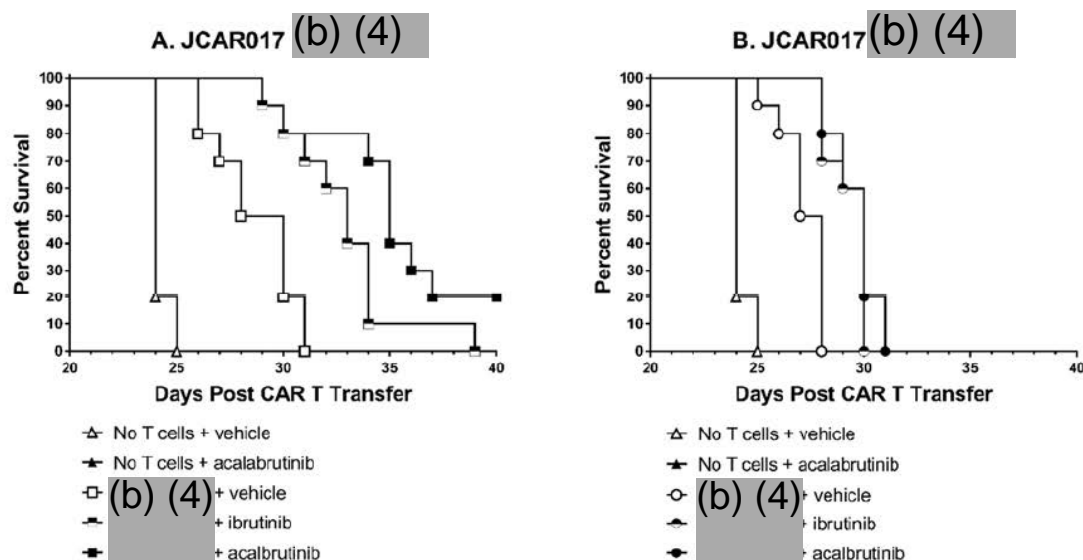 A. JCAR017 (b) (4)
Percent Survival
100
90
80
70
60
50
40
30
20
10
0
20 25 30 35 40
Days Post CAR T Transfer
No T cells + vehicle
No T cells + acalabrutinib
(b) (4) + vehicle
+ ibrutinib
+ acalbrutinib
B. JCAR017 (b) (4)
Percent survival
100
90
80
70
60
50
40
30
20
10
0
20 25 30 35 40
Days Post CAR T Transfer
No T cells + vehicle
No T cells + acalabrutinib
(b) (4) + vehicle
+ ibrutinib
+ acalbrutinib